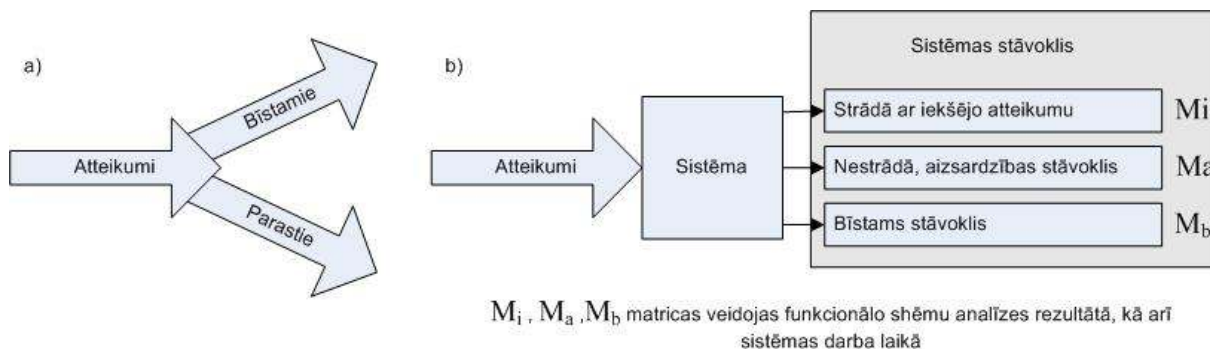 a)
Atteikumi
Bīstamie
Parastie
b)
Atteikumi
Sistēma
Sistēmas stāvoklis
Strādā ar iekšējo atteikumu
Mi
Nestrādā, aizsardzības stāvoklis
Ma
Bīstams stāvoklis
Mb
Mi , Ma ,Mb matricas veidojas funkcionālo shēmu analīzes rezultātā, kā arī
sistēmas darba laikā